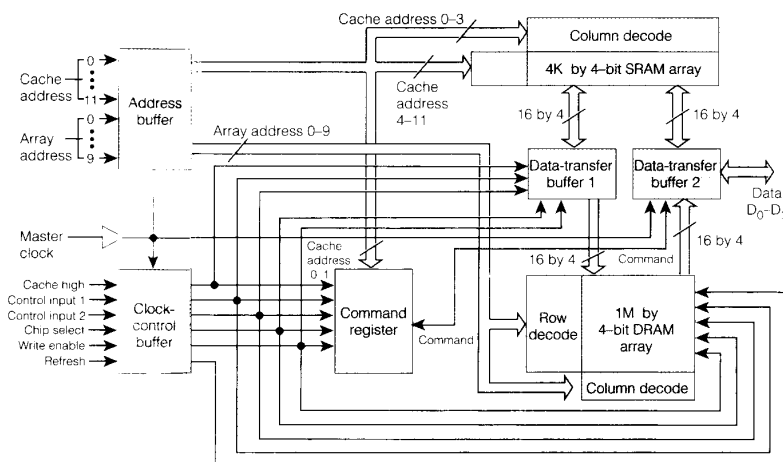 Cache address 0–3
Column decode
4K by 4-bit SRAM array
Cache
address
4–11
Cache
address
0
11
Array
address
0
9
Address
buffer
Array address 0–9
16 by 4
16 by 4
Data-transfer
buffer 1
Data-transfer
buffer 2
Data
Master
clock
Cache
address
0 1
16 by 4
Command
16 by 4
Cache high
Control input 1
Control input 2
Chip select
Write enable
Refresh
Clock-
control
buffer
Command
register
Command
Row
decode
1M by
4-bit DRAM
array
Column decode